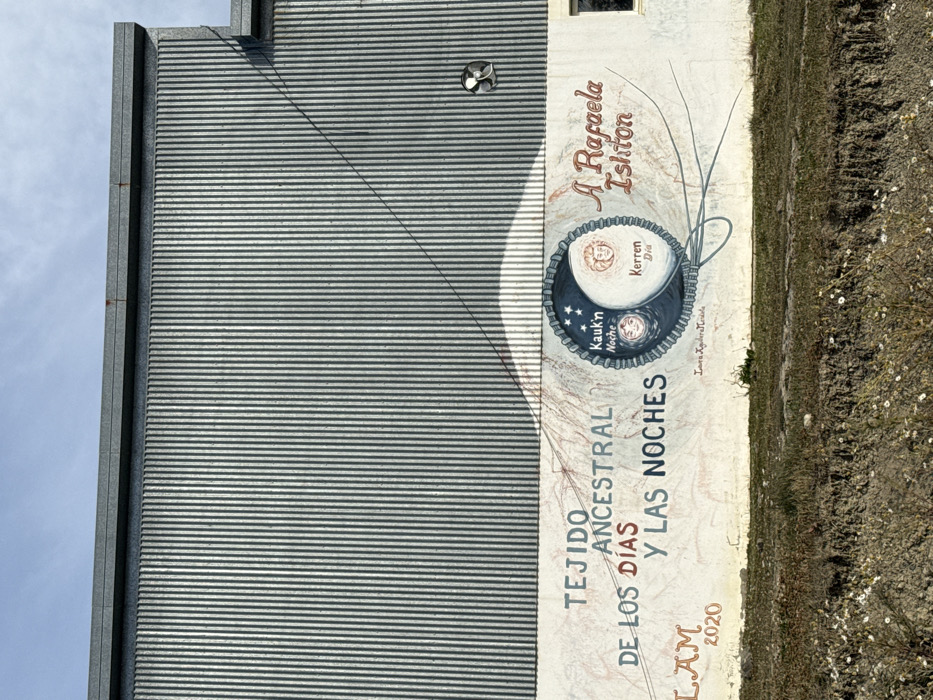 TEJIDO
ANCESTRAL
DE LOS DÍAS
Y LAS NOCHES
LAM
2020
Kauk'n
Noche
Kerren
Día
A Rafaela
Ishton